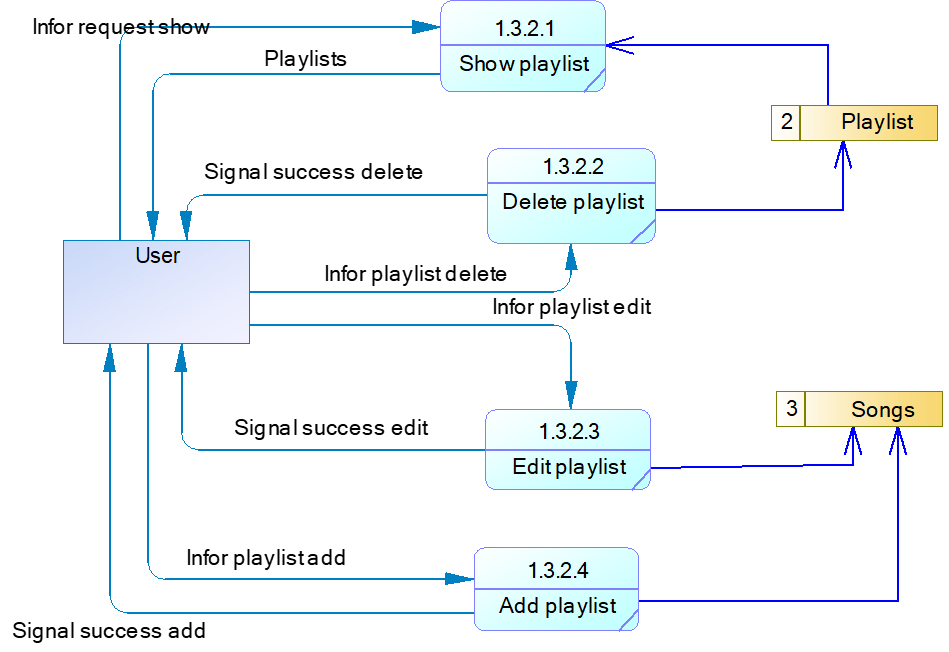 Infor request show
1.3.2.1
Show playlist
Playlists
2 Playlist
Signal success delete
1.3.2.2
Delete playlist
User
Infor playlist delete
Infor playlist edit
3 Songs
Signal success edit
1.3.2.3
Edit playlist
Infor playlist add
1.3.2.4
Add playlist
Signal success add